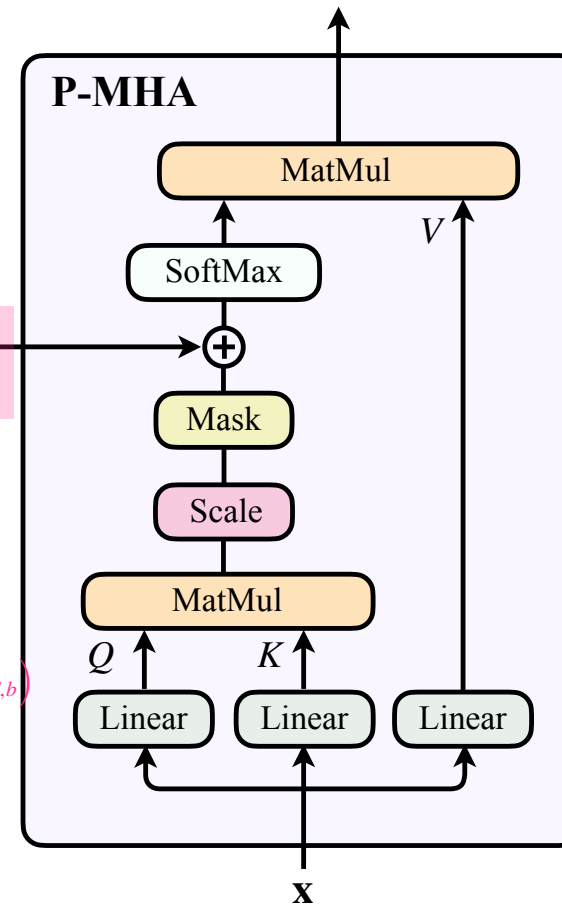 P-MHA
MatMul
V
SoftMax
+
Mask
Scale
MatMul
Q K
,b)
Linear Linear Linear
x